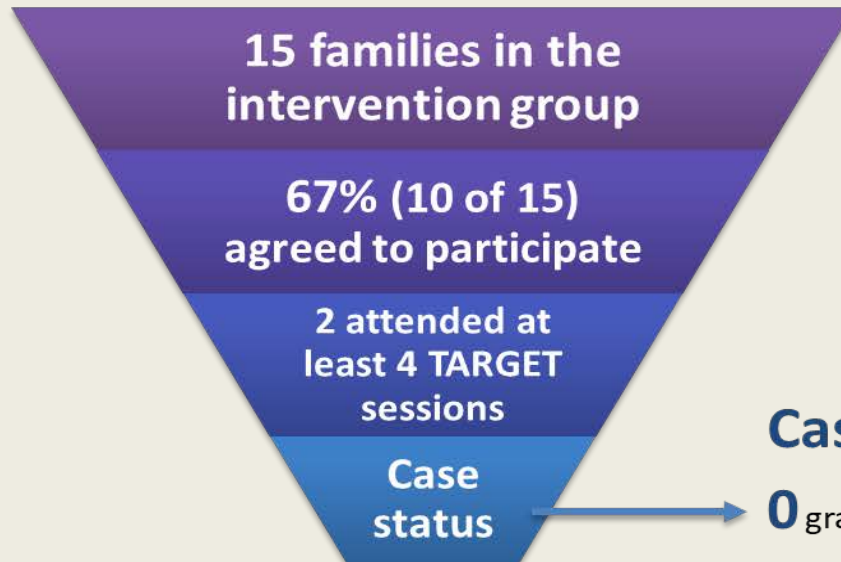 15 families in the
intervention group
67% (10 of 15)
agreed to participate
2 attended at
least 4 TARGET
sessions
Case
status
0